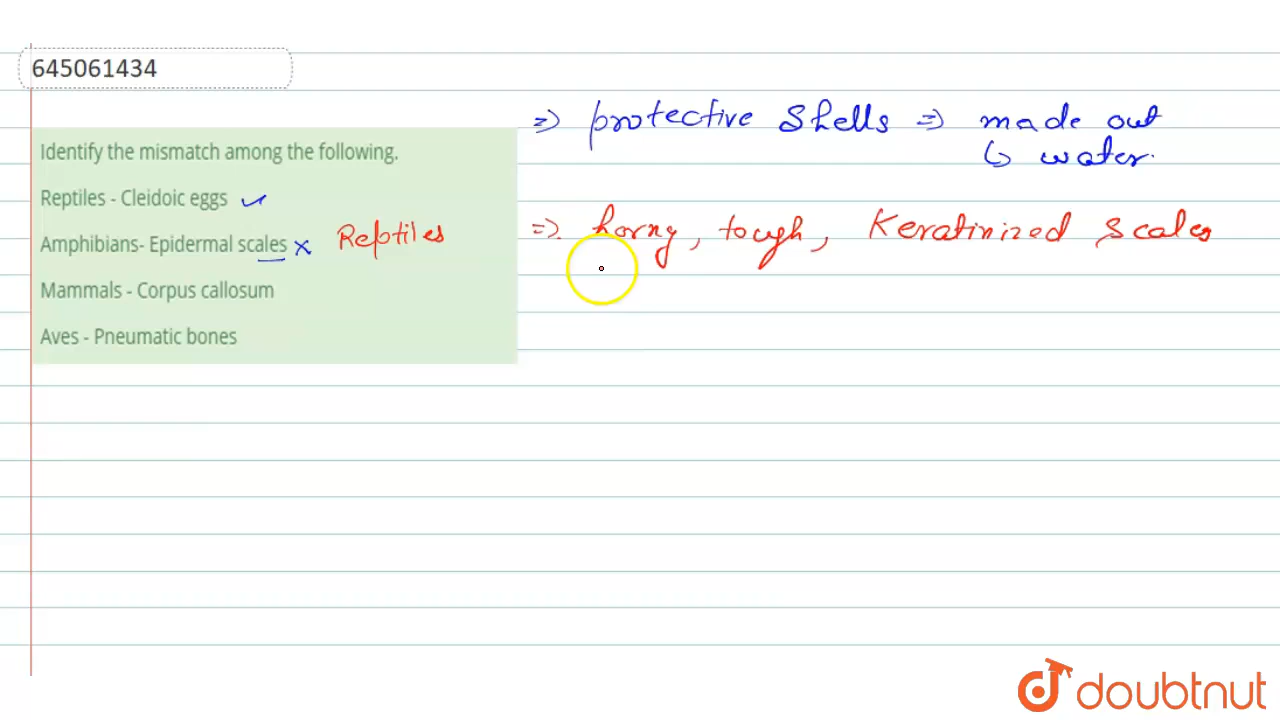 645061434
Identify the mismatch among the following.
Reptiles - Cleidoic eggs
Amphibians- Epidermal scales
Mammals - Corpus callosum
Aves - Pneumatic bones
Reptiles
⇒ protective Shells ⇒ made out
↳ water.
⇒ horny, tough, Keratinized Scales
doubtnut